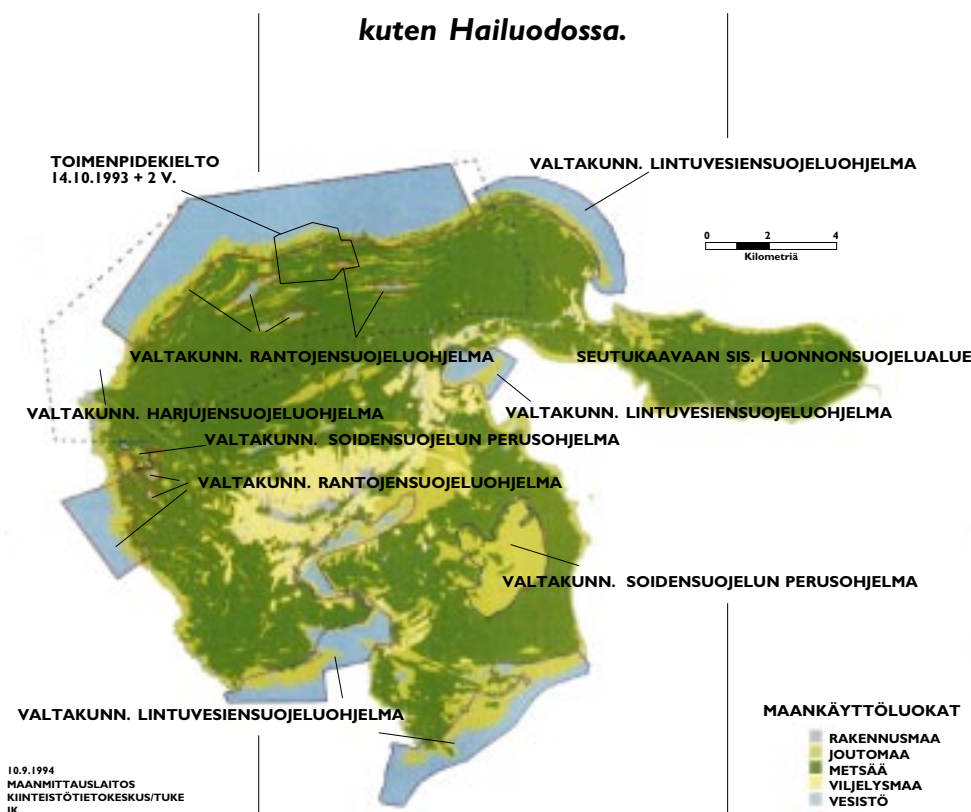 kuten Hailuodossa.
TOIMENPIDEKIELTO
14.10.1993 + 2 V.
VALTAKUNN. LINTUVESIENSUOJELUOHJELMA
0 2 4
Kilometriä
VALTAKUNN. RANTOJENSUOJELUOHJELMA
SEUTUKAAVAAN SIS. LUONNONSUOJELUALUE
VALTAKUNN. HARJUJENSUOJELUOHJELMA
VALTAKUNN. LINTUVESIENSUOJELUOHJELMA
VALTAKUNN. SOIDENSUOJELUN PERUSOHJELMA
VALTAKUNN. RANTOJENSUOJELUOHJELMA
VALTAKUNN. SOIDENSUOJELUN PERUSOHJELMA
VALTAKUNN. LINTUVESIENSUOJELUOHJELMA
MAANKÄYTTÖLUOKAT
RAKENNUSMAA
JOUTOMAA
METSÄÄ
VILJELYSMAA
VESISTÖ
10.9.1994
MAANMITTAUSLAITOS
KIINTEISTÖTIETOKESKUS/TUKE